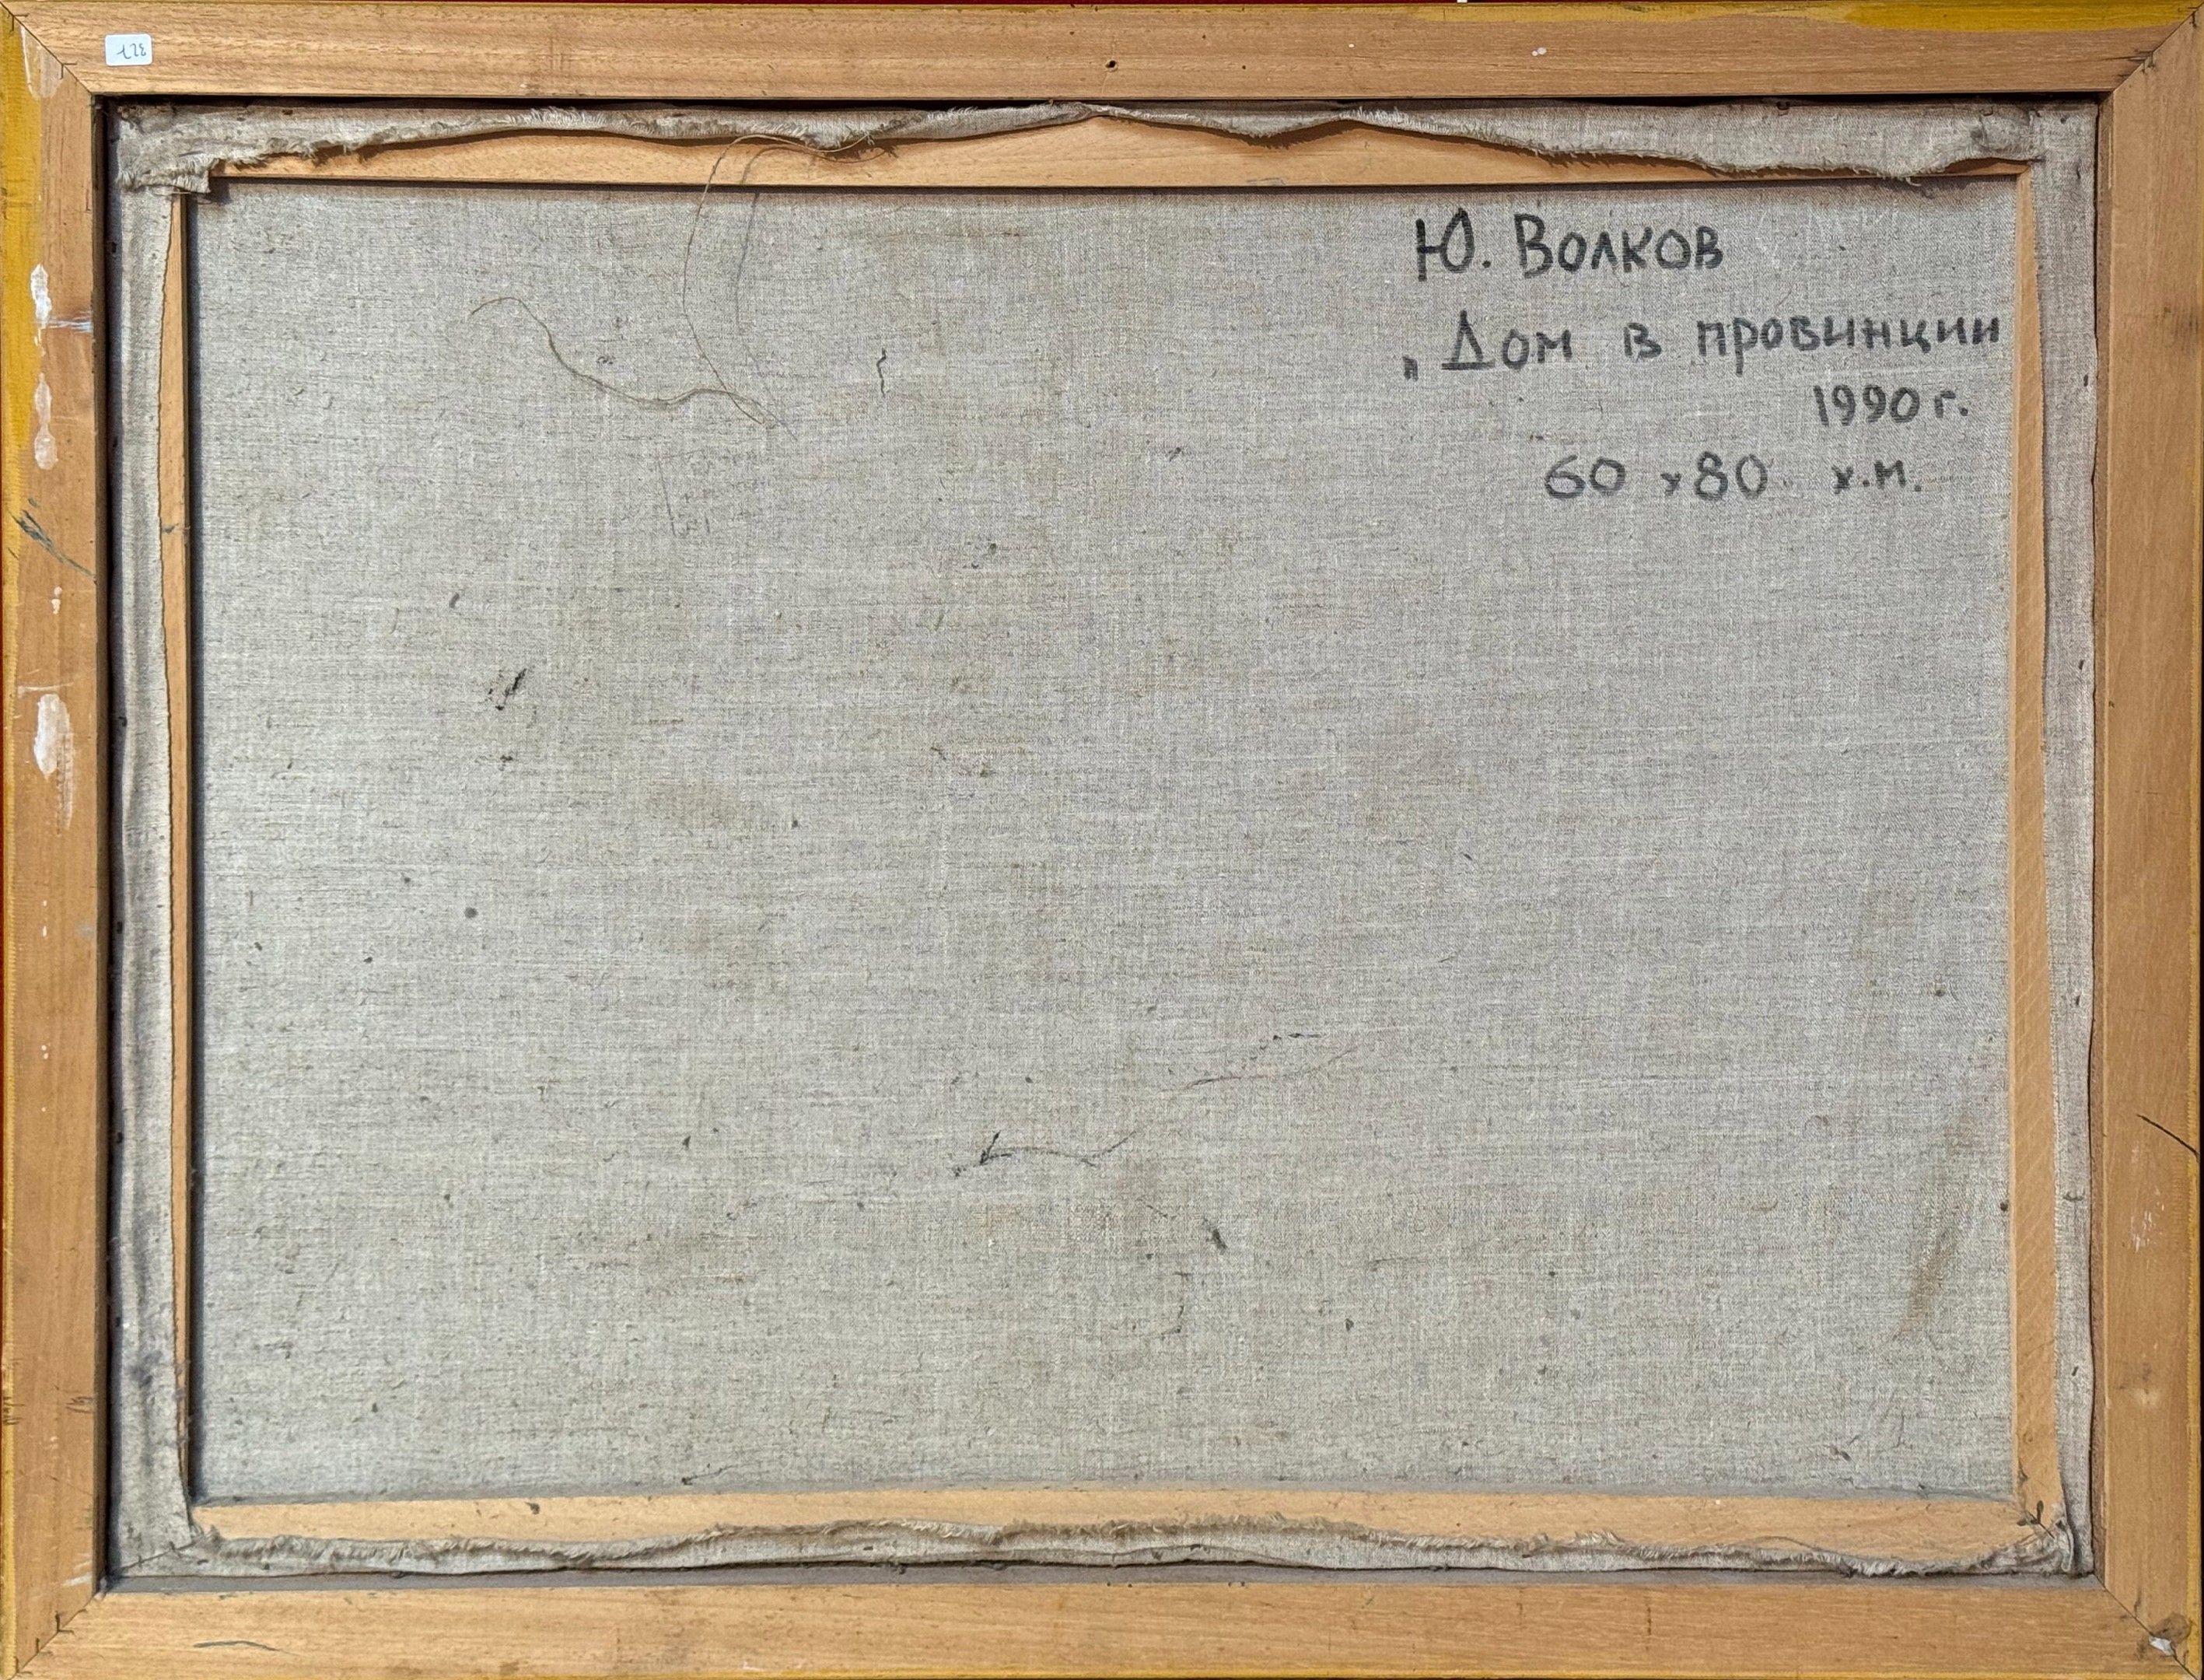 Ю. Волков
„Дом в провинции
1990 г.
60 x 80 х.м.